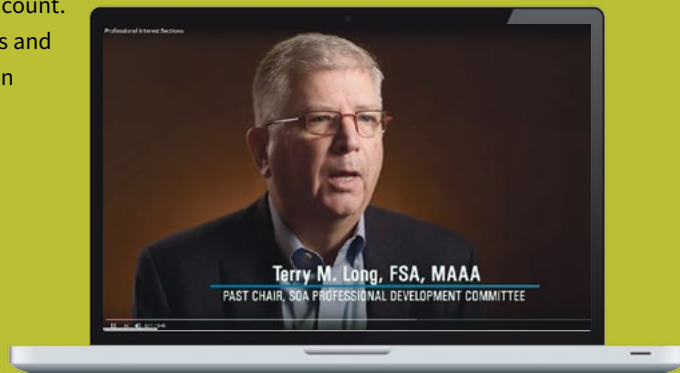 count.
s and
n
Professional Interest Sections
Terry M. Long, FSA, MAAA
PAST CHAIR, SOA PROFESSIONAL DEVELOPMENT COMMITTEE